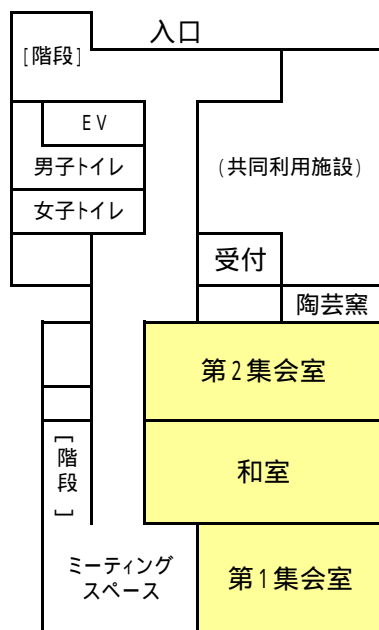 入口
[階段]
EV
男子トイレ
(共同利用施設)
女子トイレ
受付
陶芸窯
第2集会室
[階段]
和室
ミーティング
スペース
第1集会室